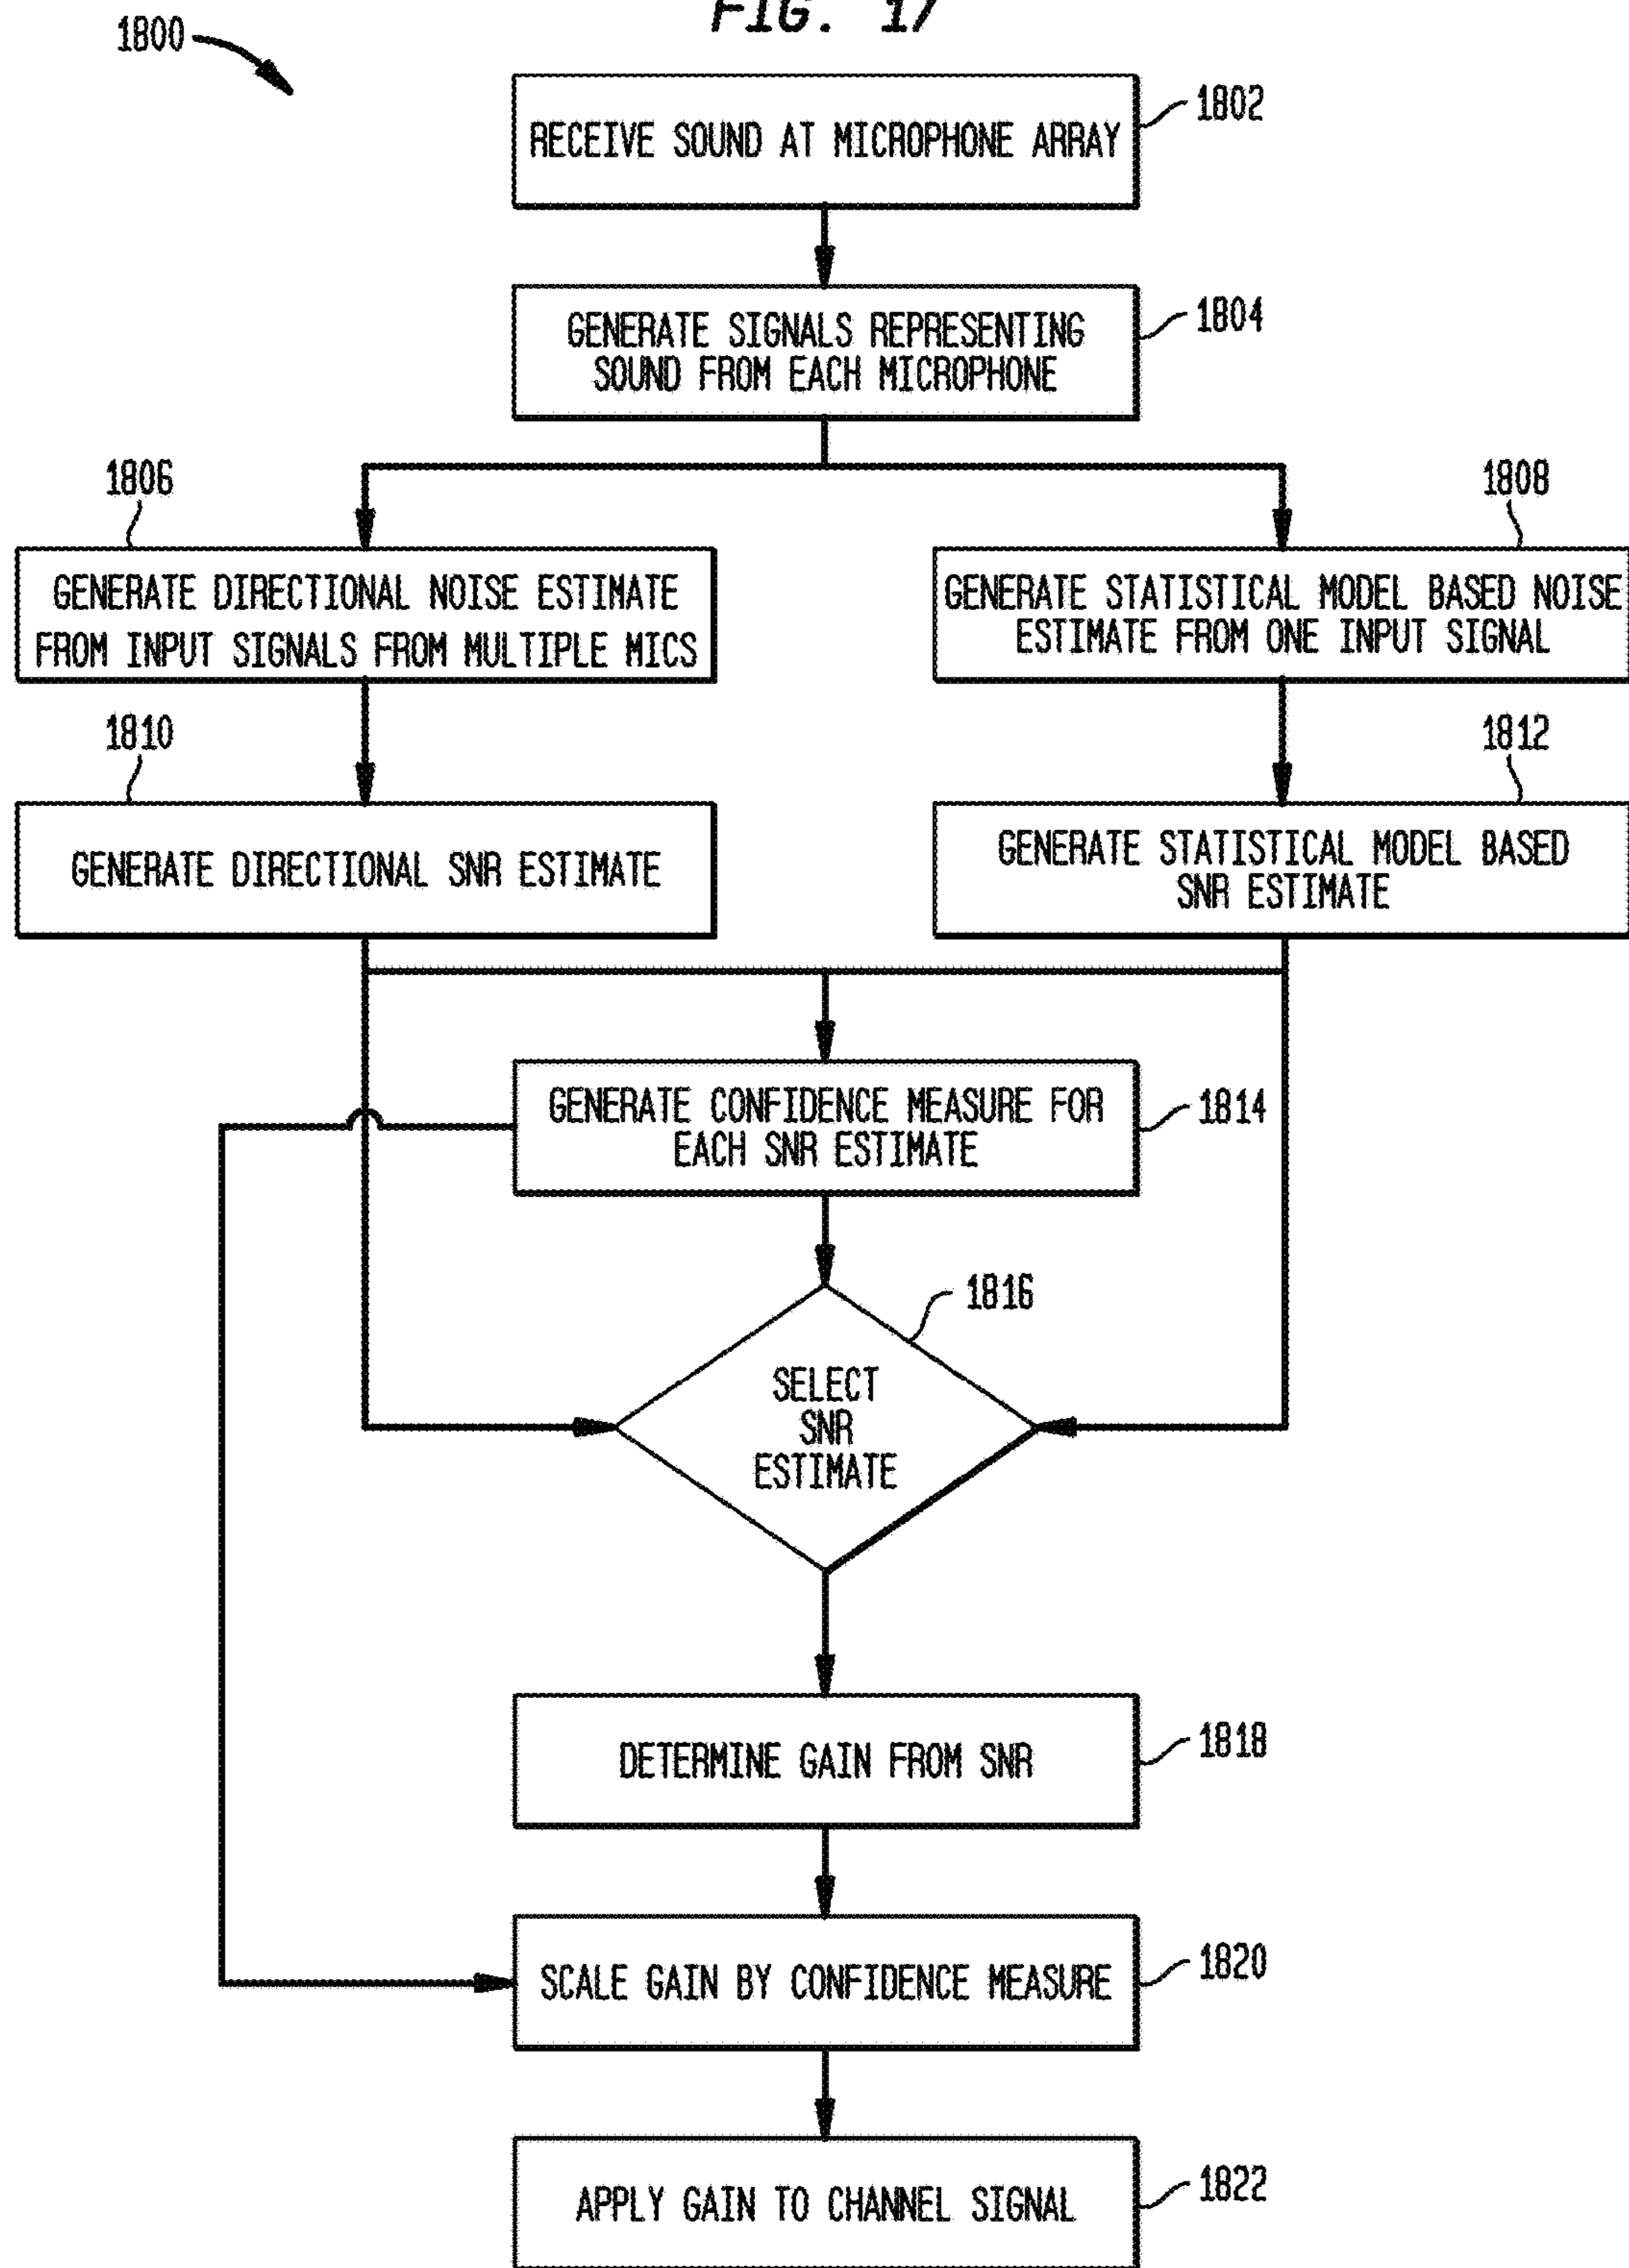 FIG. 17
1800
RECEIVE SOUND AT MICROPHONE ARRAY
1802
GENERATE SIGNALS REPRESENTING
SOUND FROM EACH MICROPHONE
1804
1806
1808
GENERATE DIRECTIONAL NOISE ESTIMATE
FROM INPUT SIGNALS FROM MULTIPLE MICS
GENERATE STATISTICAL MODEL BASED NOISE
ESTIMATE FROM ONE INPUT SIGNAL
1810
1812
GENERATE DIRECTIONAL SNR ESTIMATE
GENERATE STATISTICAL MODEL BASED
SNR ESTIMATE
GENERATE CONFIDENCE MEASURE FOR
EACH SNR ESTIMATE
1814
1816
SELECT
SNR
ESTIMATE
DETERMINE GAIN FROM SNR
1818
SCALE GAIN BY CONFIDENCE MEASURE
1820
APPLY GAIN TO CHANNEL SIGNAL
1822